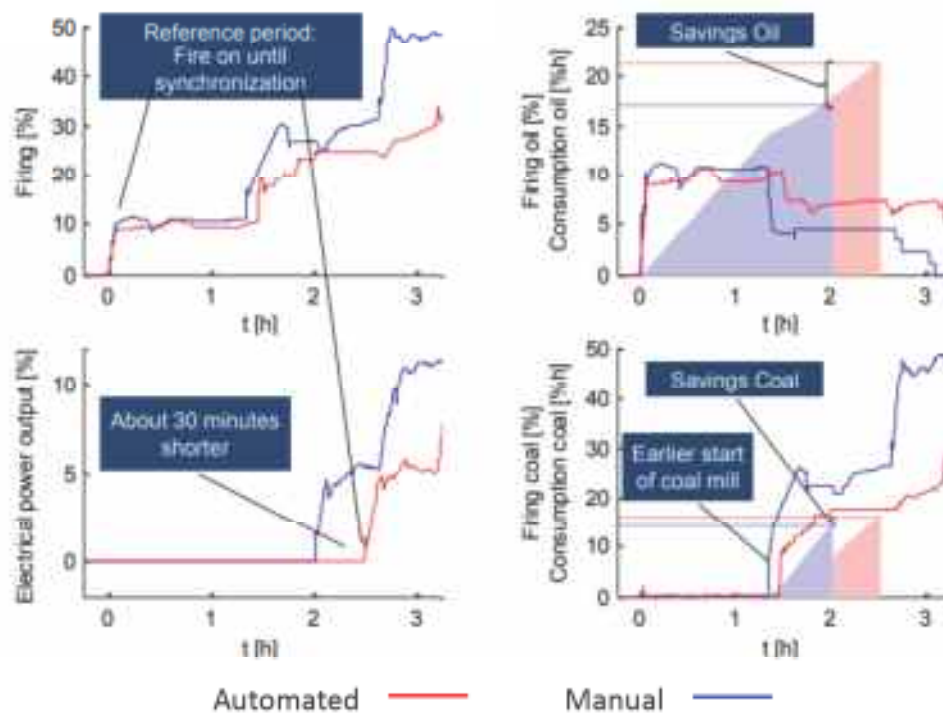 Reference period:
Fire on until
synchronization
Firing [%]
50
40
30
20
10
0
0
1
2
3
t [h]
Savings Oil
Firing oil [%]
Consumption oil [%h]
25
20
15
10
5
0
0
1
2
3
t [h]
About 30 minutes
shorter
Electrical power output [%]
10
5
0
0
1
2
3
t [h]
Savings Coal
Earlier start
of coal mill
Firing coal [%]
Consumption coal [%h]
50
40
30
20
10
0
0
1
2
3
t [h]
Automated
Manual